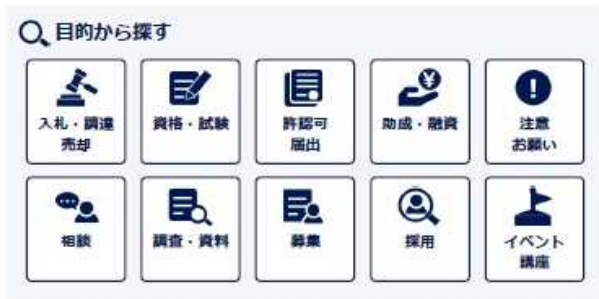 目的から探す
入札・調達
売却
資格・試験
許認可
届出
助成・融資
注意
お願い
相談
調査・資料
募集
採用
イベント
講座